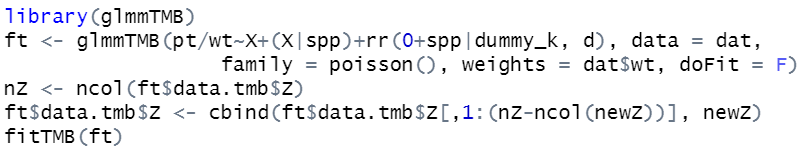 library(glmmTMB)
ft <- glmmTMB(pt/wt~X+(X|spp)+rr(0+spp|dummy_k, d), data = dat,
family = poisson(), weights = dat$wt, doFit = F)
nZ <- ncol(ft$data.tmb$Z)
ft$data.tmb$Z <- cbind(ft$data.tmb$Z[,1:(nZ-ncol(newZ))], newZ)
fitTMB(ft)